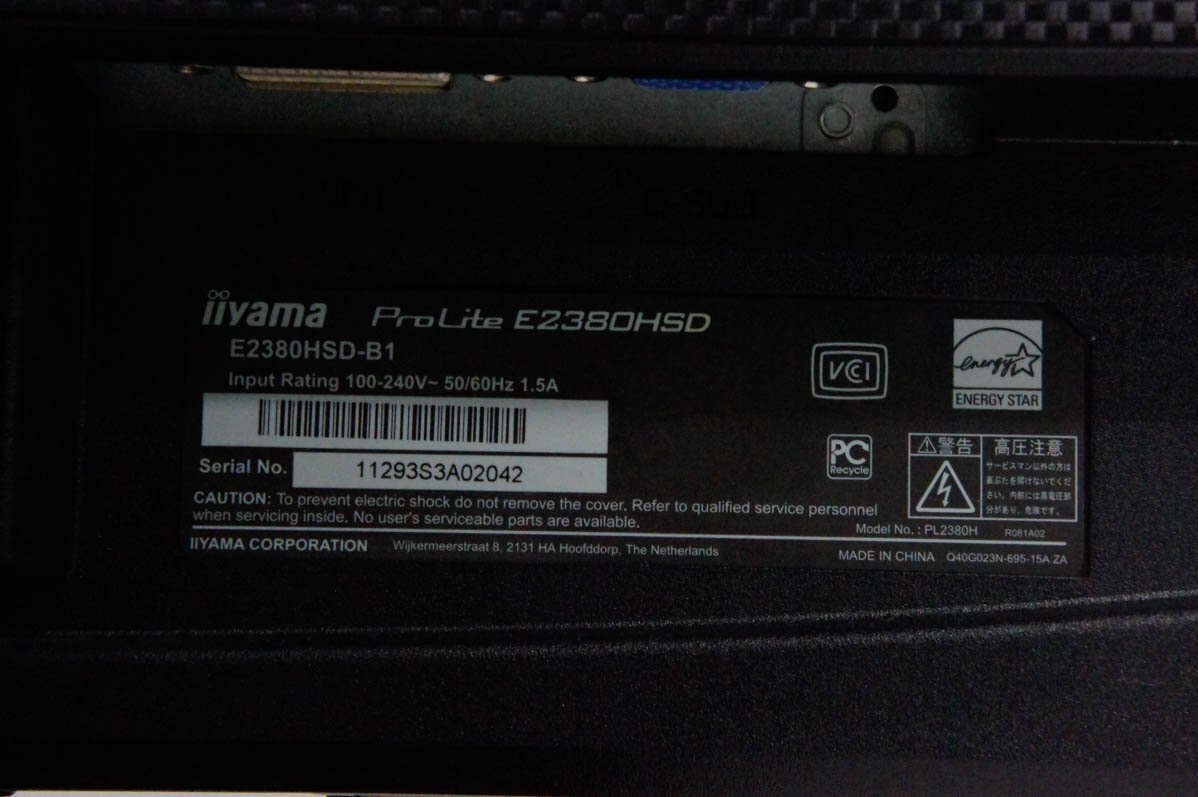 iiyama ProLite E2380HSD
E2380HSD-B1
Input Rating 100-240V~ 50/60Hz 1.5A
VCCI
energy
ENERGY STAR
Serial No. 11293S3A02042
PC
Recycle
⚠警告
高圧注意
サービスマン以外の方は
裏ぶたを開けないでくだ
さい。内部には高電圧部
分があり、危険です。
CAUTION: To prevent electric shock do not remove the cover. Refer to qualified service personnel
when servicing inside. No user's serviceable parts are available.
Model No. : PL2380H R081A02
IIYAMA CORPORATION Wijkermeerstraat 8, 2131 HA Hoofddorp, The Netherlands
MADE IN CHINA Q40G023N-695-15A ZA